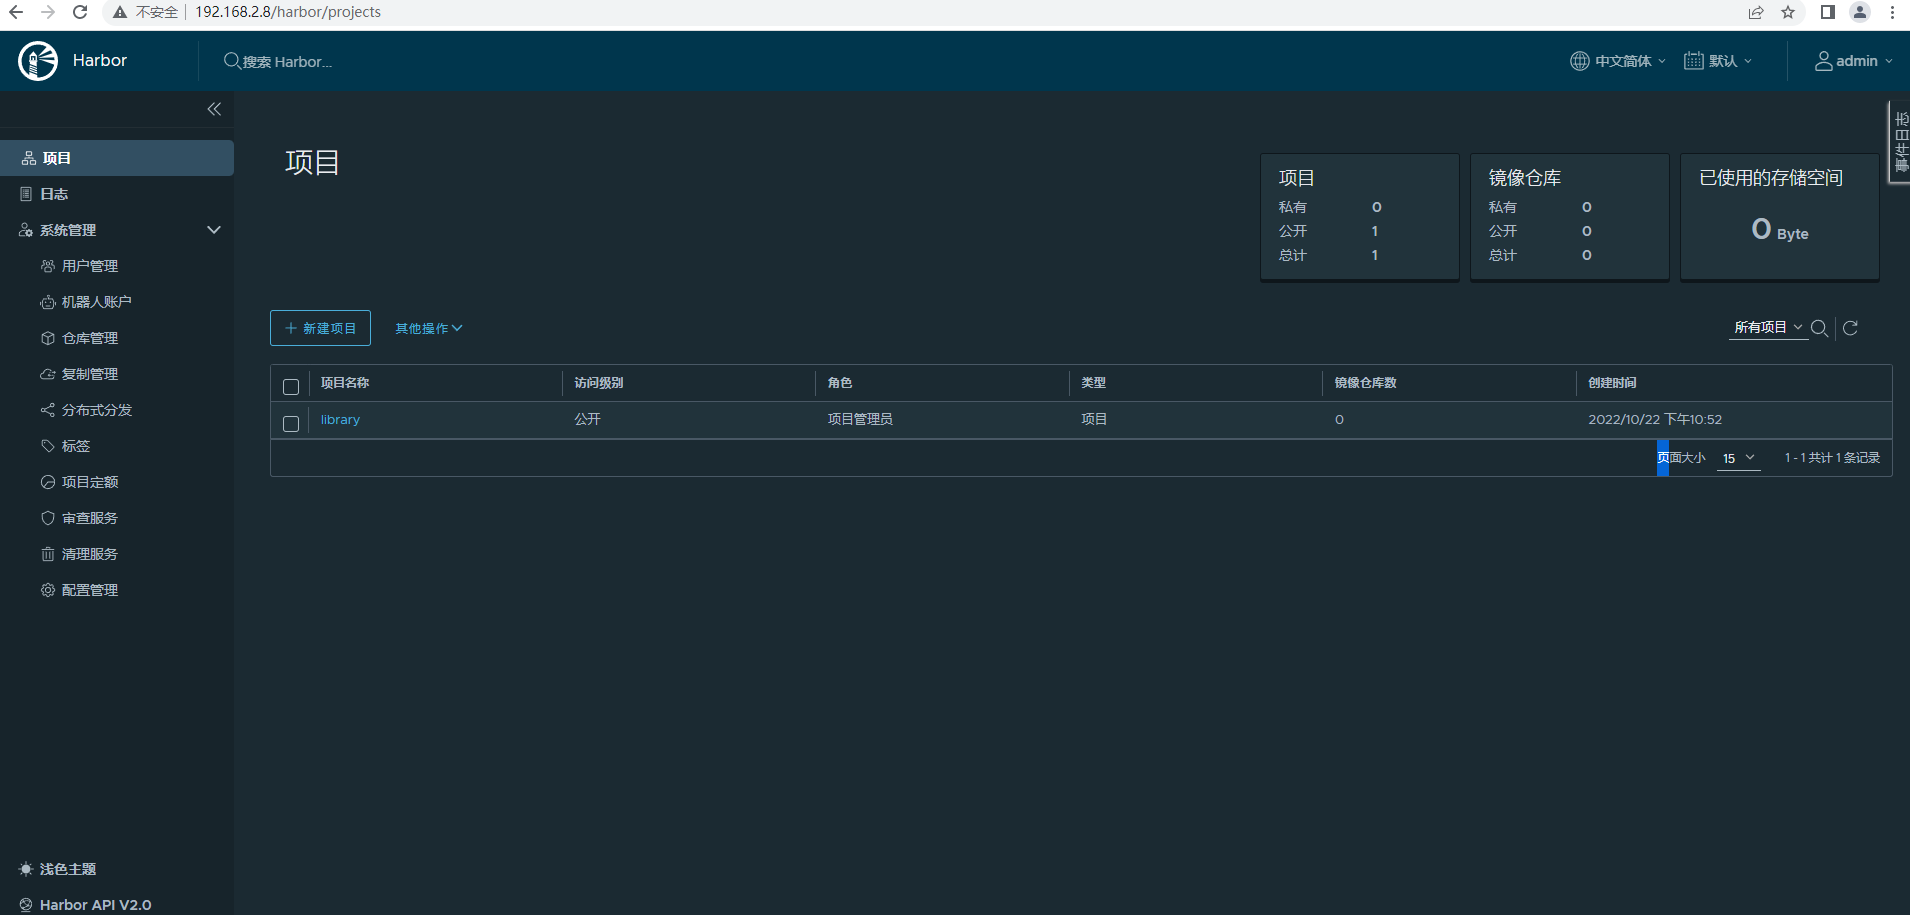 不安全 192.168.2.8/harbor/projects
Harbor
搜索 Harbor...
中文简体
默认
admin
事件日志
项目
日志
系统管理
用户管理
机器人账户
仓库管理
复制管理
分布式分发
标签
项目定额
审查服务
清理服务
配置管理
浅色主题
Harbor API V2.0
项目
项目
私有 0
公开 1
总计 1
镜像仓库
私有 0
公开 0
总计 0
已使用的存储空间
0 Byte
新建项目
其他操作
所有项目
项目名称 访问级别 角色 类型 镜像仓库数 创建时间
library 公开 项目管理员 项目 0 2022/10/22 下午10:52
页面大小 15 1 - 1 共计 1 条记录